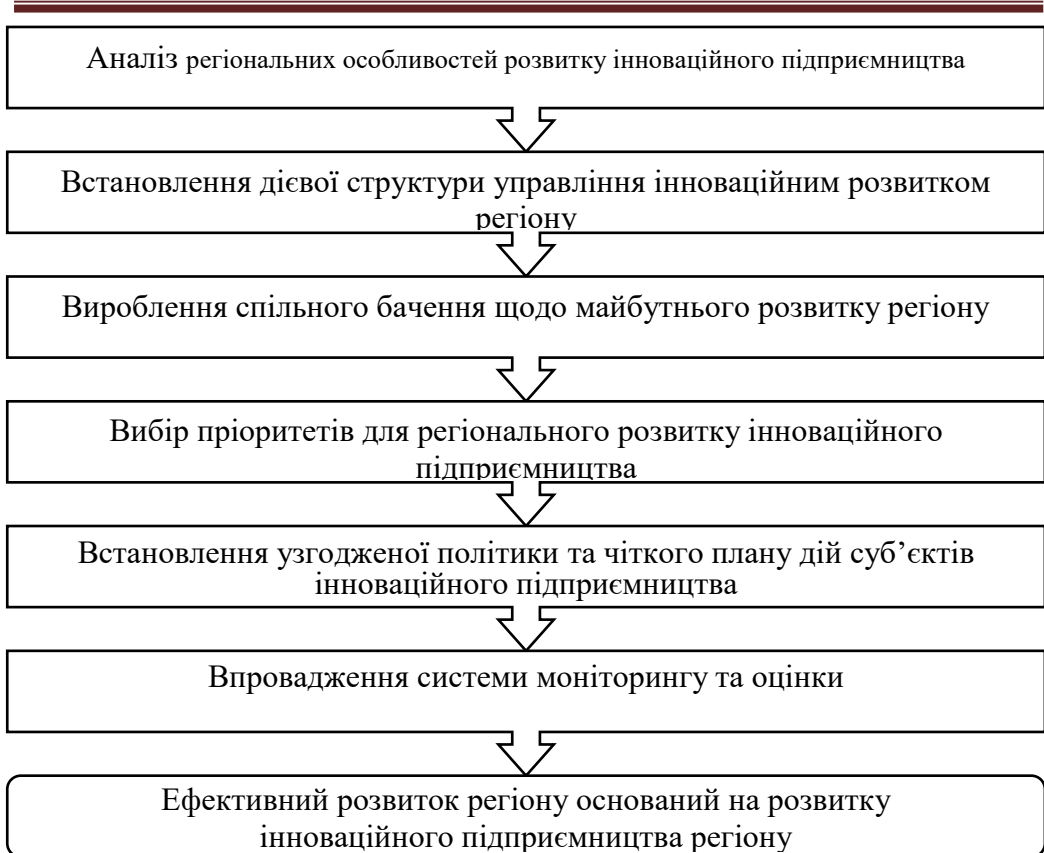 Аналіз регіональних особливостей розвитку інноваційного підприємництва
Встановлення дієвої структури управління інноваційним розвитком
регіону
Вироблення спільного бачення щодо майбутнього розвитку регіону
Вибір пріоритетів для регіонального розвитку інноваційного
підприємництва
Встановлення узгодженої політики та чіткого плану дій суб’єктів
інноваційного підприємництва
Впровадження системи моніторингу та оцінки
Ефективний розвиток регіону оснований на розвитку
інноваційного підприємництва регіону